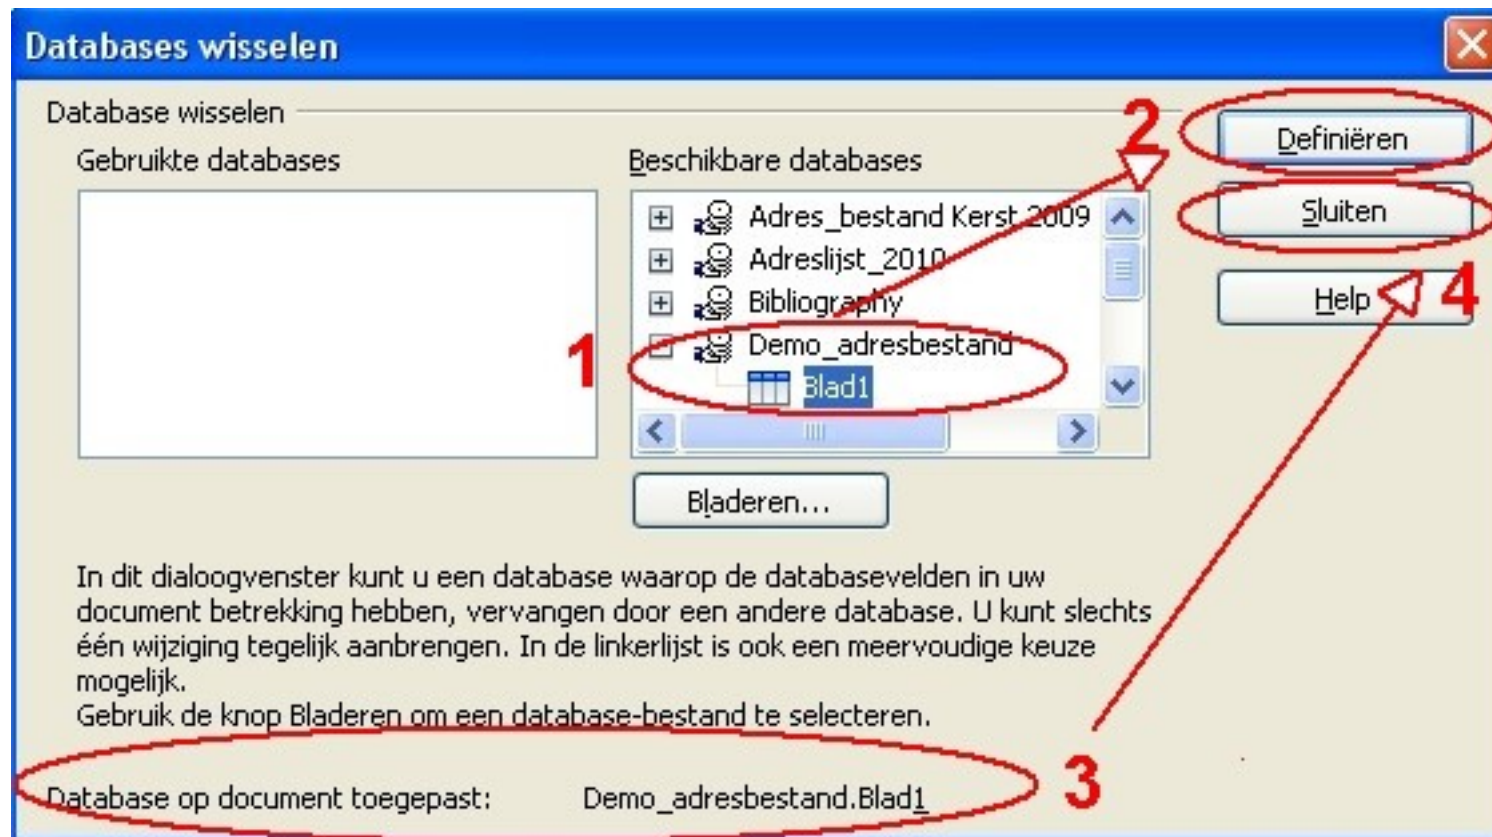 Databases wisselen
Database wisselen
Gebruikte databases
Beschikbare databases
2
Definiëren
Adres_bestand Kerst 2009
Sluiten
Adreslijst_2010
Bibliography
Help
4
1
Demo_adresbestand
Blad1
Bladeren...
In dit dialoogvenster kunt u een database waarop de databasevelden in uw
document betrekking hebben, vervangen door een andere database. U kunt slechts
één wijziging tegelijk aanbrengen. In de linkerlijst is ook een meervoudige keuze
mogelijk.
Gebruik de knop Bladeren om een database-bestand te selecteren.
3
Database op document toegepast: Demo_adresbestand.Blad1